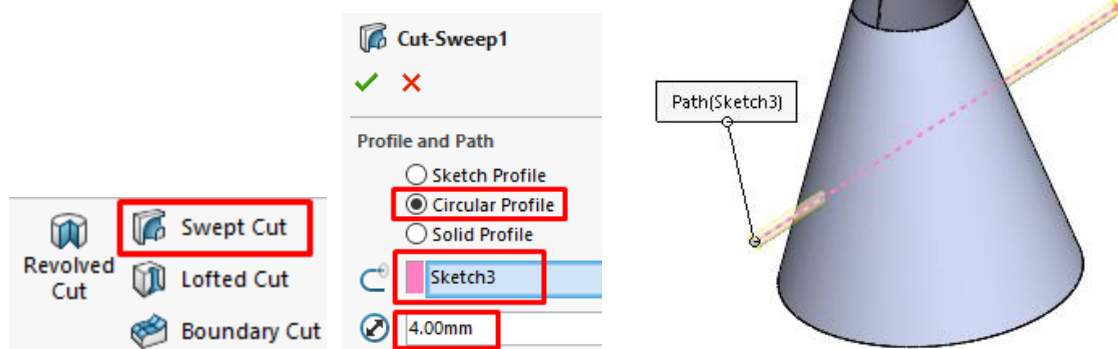 Revolved
Cut
Swept Cut
Lofted Cut
Boundary Cut
Cut-Sweep1
Profile and Path
Sketch Profile
Circular Profile
Solid Profile
Sketch3
4.00mm
Path(Sketch3)